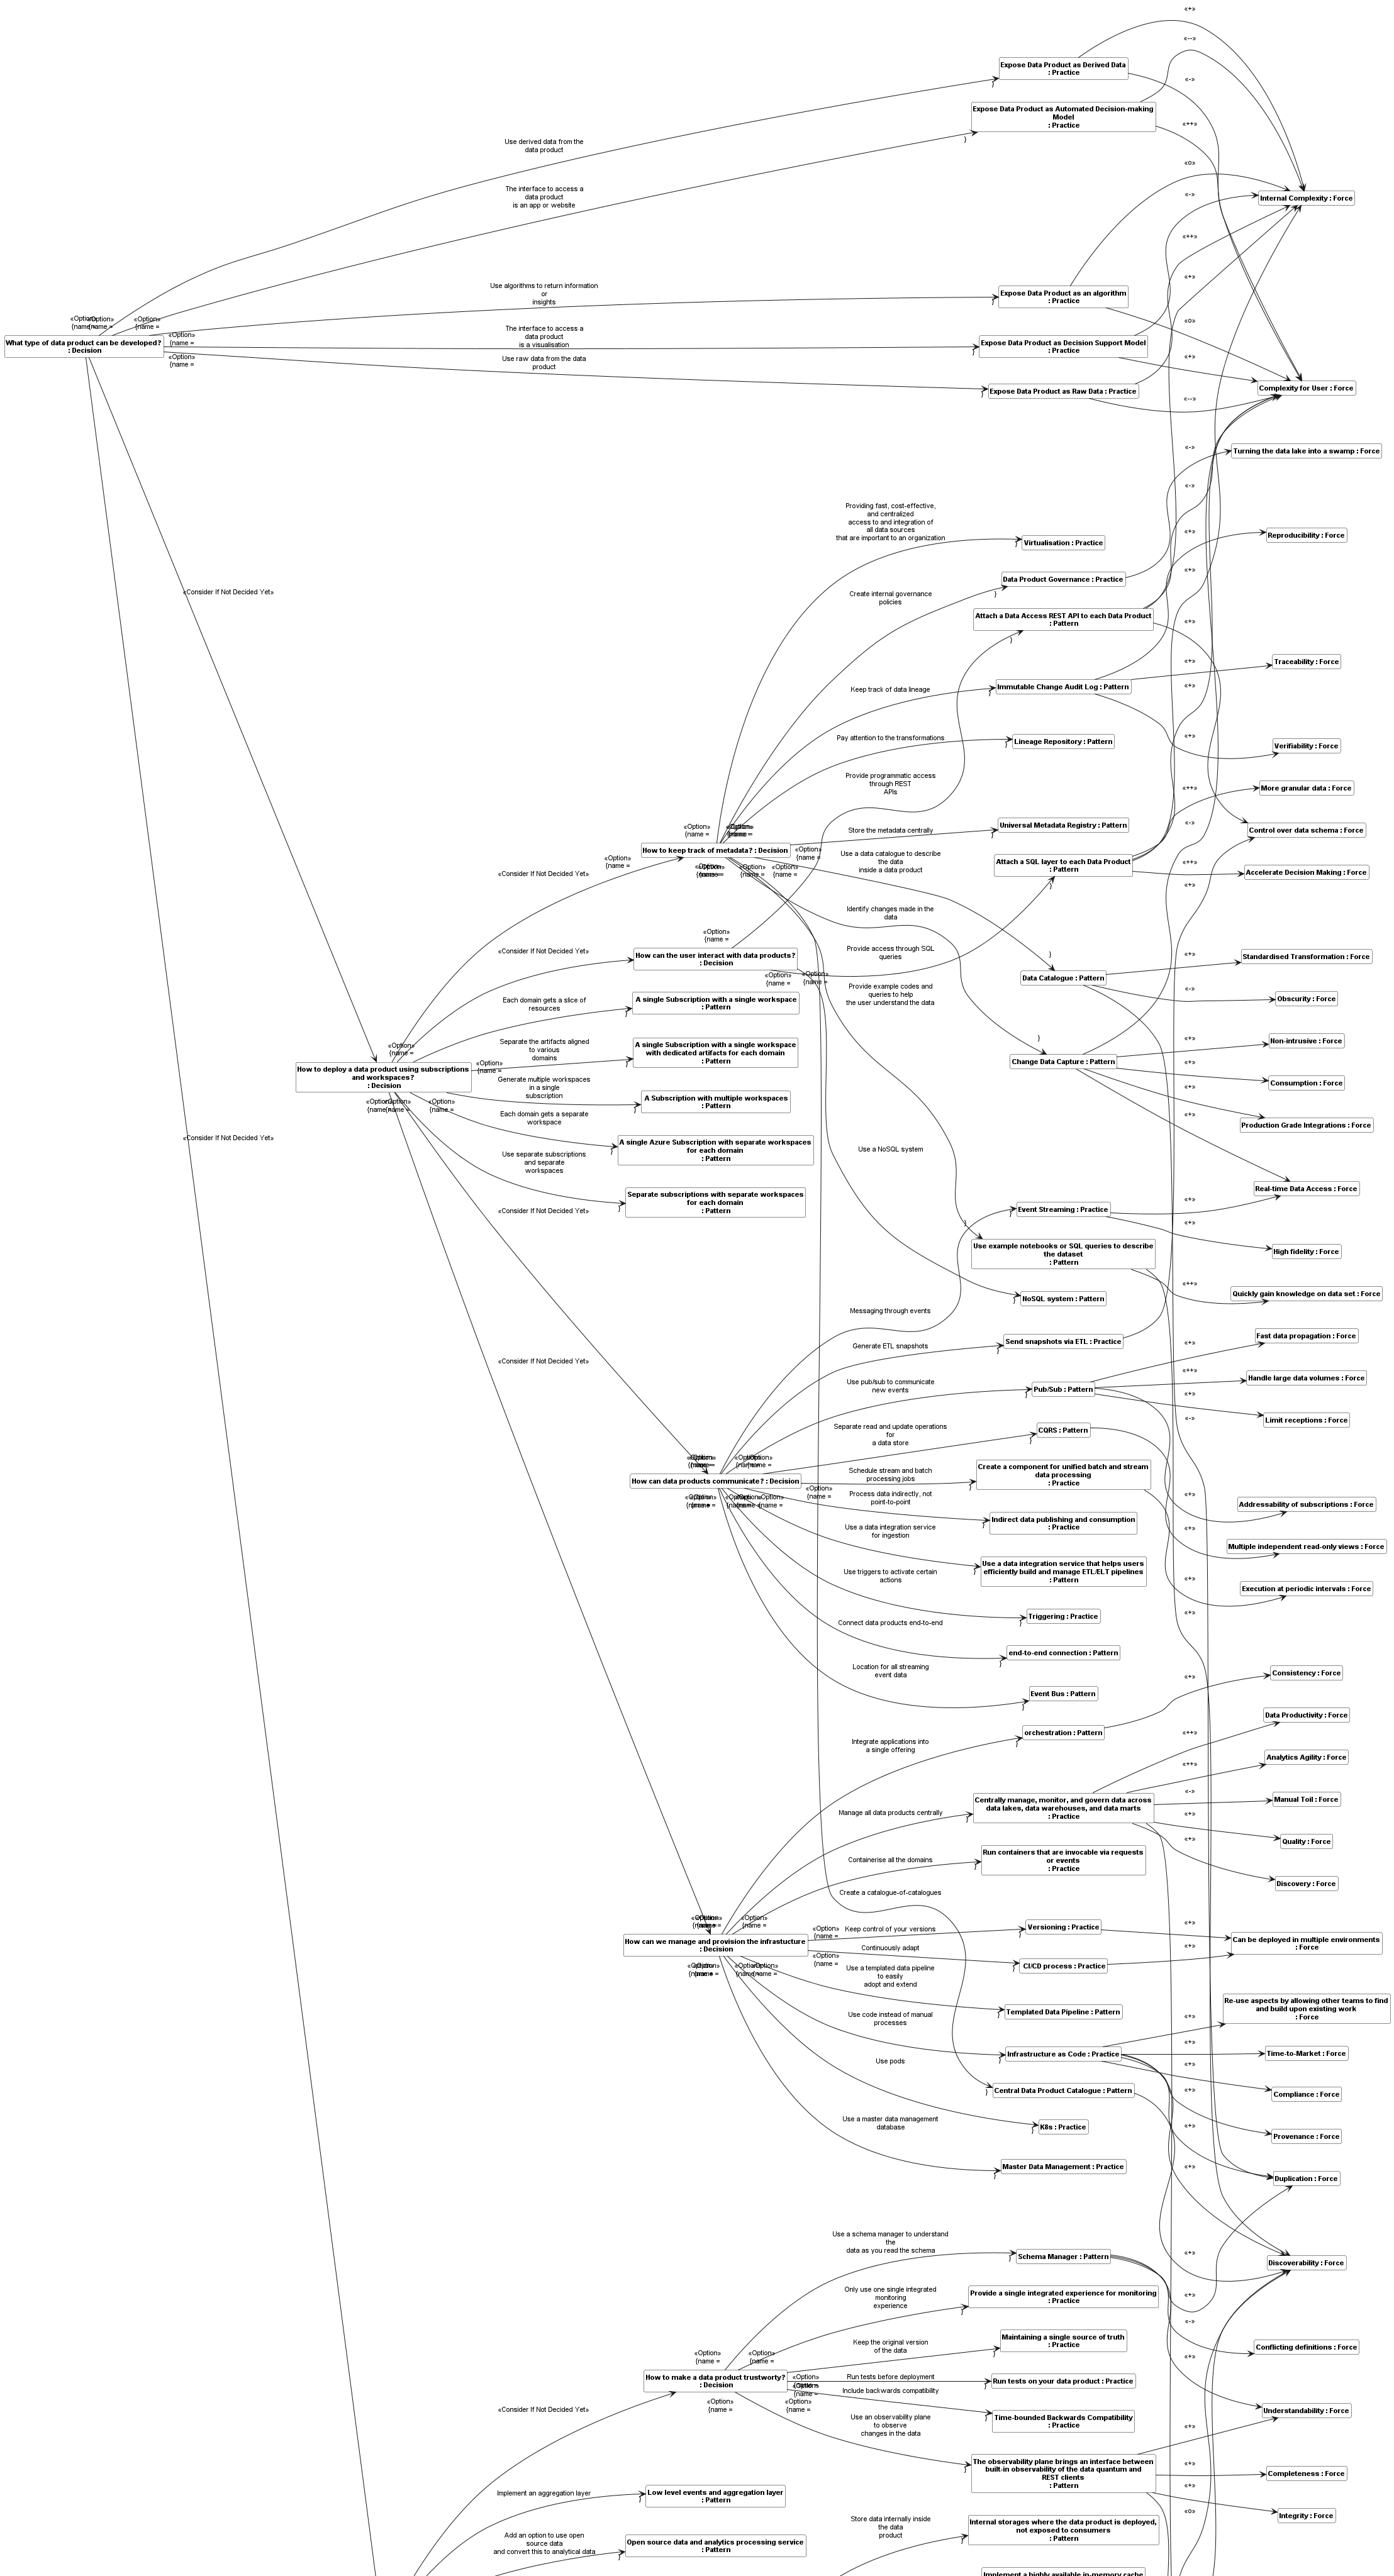 «+»
«--»
Expose Data Product as Derived Data
: Practice
«-»
Expose Data Product as Automated Decision-making
Model
: Practice
«++»
Use derived data from the
data product
«o»
The interface to access a
data product
is an app or website
«-»
Internal Complexity : Force
«++»
«+»
Use algorithms to return information
or
insights
Expose Data Product as an algorithm
: Practice
«Option»
{name =
«o»
What type of data product can be developed?
: Decision
The interface to access a
data product
is a visualisation
Expose Data Product as Decision Support Model
: Practice
«+»
Use raw data from the data
product
Expose Data Product as Raw Data : Practice
Complexity for User : Force
«--»
«-»
Turning the data lake into a swamp : Force
«-»
Providing fast, cost-effective,
and centralized
access to and integration of
all data sources
that are important to an organization
Virtualisation : Practice
«+»
Reproducibility : Force
Data Product Governance : Practice
«+»
Create internal governance
policies
«Consider If Not Decided Yet»
Attach a Data Access REST API to each Data Product
: Pattern
«+»
Traceability : Force
«+»
Keep track of data lineage
Immutable Change Audit Log : Pattern
«+»
Pay attention to the transformations
Lineage Repository : Pattern
«+»
Verifiability : Force
Provide programmatic access
through REST
APIs
«++»
More granular data : Force
Store the metadata centrally
Universal Metadata Registry : Pattern
«-»
Control over data schema : Force
How to keep track of metadata? : Decision
Use a data catalogue to describe
the data
inside a data product
Attach a SQL layer to each Data Product
: Pattern
«++»
Accelerate Decision Making : Force
«Consider If Not Decided Yet»
«+»
Identify changes made in the
data
«Consider If Not Decided Yet»
How can the user interact with data products?
: Decision
Provide access through SQL
queries
«+»
Standardised Transformation : Force
Data Catalogue : Pattern
«-»
Obscurity : Force
Each domain gets a slice of
resources
A single Subscription with a single workspace
: Pattern
Provide example codes and
queries to help
the user understand the data
«+»
Non-intrusive : Force
Separate the artifacts aligned
to various
domains
A single Subscription with a single workspace
with dedicated artifacts for each domain
: Pattern
Change Data Capture : Pattern
«+»
How to deploy a data product using subscriptions
and workspaces?
: Decision
Consumption : Force
«+»
Generate multiple workspaces
in a single
subscription
A Subscription with multiple workspaces
: Pattern
«+»
Production Grade Integrations : Force
Each domain gets a separate
workspace
«Consider If Not Decided Yet»
A single Azure Subscription with separate workspaces
for each domain
: Pattern
Use a NoSQL system
Use separate subscriptions
and separate
workspaces
Real-time Data Access : Force
Separate subscriptions with separate workspaces
for each domain
: Pattern
«+»
Event Streaming : Practice
«Consider If Not Decided Yet»
«+»
High fidelity : Force
Use example notebooks or SQL queries to describe
the dataset
: Pattern
«++»
Quickly gain knowledge on data set : Force
NoSQL system : Pattern
Messaging through events
Generate ETL snapshots
Send snapshots via ETL : Practice
«+»
Fast data propagation : Force
«Consider If Not Decided Yet»
«++»
Handle large data volumes : Force
Use pub/sub to communicate
new events
Pub/Sub : Pattern
«+»
Limit receptions : Force
«-»
Separate read and update operations
for
a data store
CQRS : Pattern
How can data products communicate? : Decision
Schedule stream and batch
processing jobs
Create a component for unified batch and stream
data processing
: Practice
«+»
Addressability of subscriptions : Force
Process data indirectly, not
point-to-point
Indirect data publishing and consumption
: Practice
«+»
Multiple independent read-only views : Force
Use a data integration service
for ingestion
Use a data integration service that helps users
efficiently build and manage ETL/ELT pipelines
: Pattern
«+»
Execution at periodic intervals : Force
Use triggers to activate certain
actions
Triggering : Practice
«+»
Connect data products end-to-end
end-to-end connection : Pattern
Location for all streaming
event data
«+»
Consistency : Force
Event Bus : Pattern
Data Productivity : Force
orchestration : Pattern
Integrate applications into
a single offering
«++»
Analytics Agility : Force
«++»
«-»
Manual Toil : Force
Manage all data products centrally
Centrally manage, monitor, and govern data across
data lakes, data warehouses, and data marts
: Practice
«+»
Quality : Force
«+»
Containerise all the domains
Run containers that are invocable via requests
or events
: Practice
Discovery : Force
Create a catalogue-of-catalogues
Keep control of your versions
Versioning : Practice
«+»
How can we manage and provision the infrastucture
: Decision
Can be deployed in multiple environments
: Force
Continuously adapt
CI/CD process : Practice
«+»
Use a templated data pipeline
to easily
adopt and extend
Templated Data Pipeline : Pattern
Re-use aspects by allowing other teams to find
and build upon existing work
: Force
Use code instead of manual
processes
«+»
Infrastructure as Code : Practice
«+»
Time-to-Market : Force
Use pods
«+»
Central Data Product Catalogue : Pattern
«+»
Compliance : Force
Use a master data management
database
K8s : Practice
«+»
Provenance : Force
Master Data Management : Practice
«+»
Duplication : Force
Use a schema manager to understand
the
data as you read the schema
Schema Manager : Pattern
«+»
Discoverability : Force
Only use one single integrated
monitoring
experience
Provide a single integrated experience for monitoring
: Practice
«+»
«-»
Keep the original version
of the data
Maintaining a single source of truth
: Practice
Conflicting definitions : Force
How to make a data product trustworty?
: Decision
Run tests before deployment
Run tests on your data product : Practice
Include backwards compatibility
«Consider If Not Decided Yet»
Time-bounded Backwards Compatibility
: Practice
Understandability : Force
Use an observability plane
to observe
changes in the data
«+»
The observability plane brings an interface between
built-in observability of the data quantum and
REST clients
: Pattern
«+»
Completeness : Force
Implement an aggregation layer
Low level events and aggregation layer
: Pattern
«+»
«o»
Integrity : Force
Store data internally inside
the data
product
Internal storages where the data product is deployed,
not exposed to consumers
: Pattern
Add an option to use open
source data
and convert this to analytical data
Open source data and analytics processing service
: Pattern
Implement a highly available in-memory cache